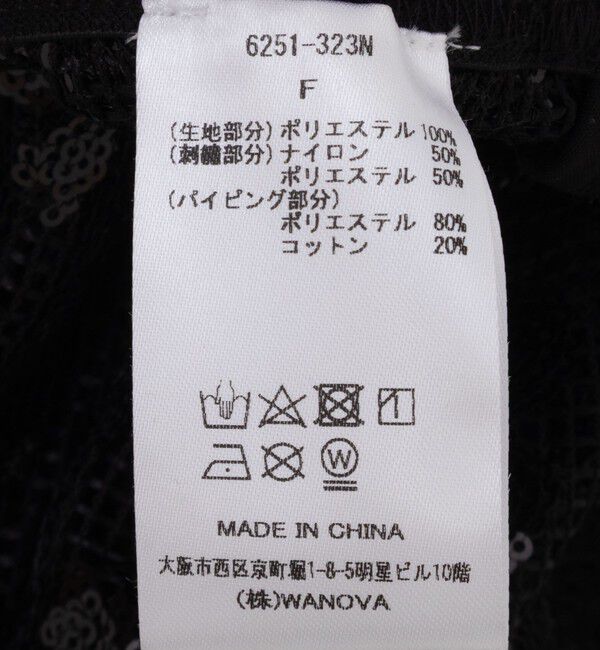 6251-323N
F
(生地部分) ポリエステル 100%
(刺繍部分) ナイロン 50%
ポリエステル 50%
(パイピング部分)
ポリエステル 80%
コットン 20%
W
MADE IN CHINA
大阪市西区京町堀1-8-5明星ビル10階
(株)WANOVA